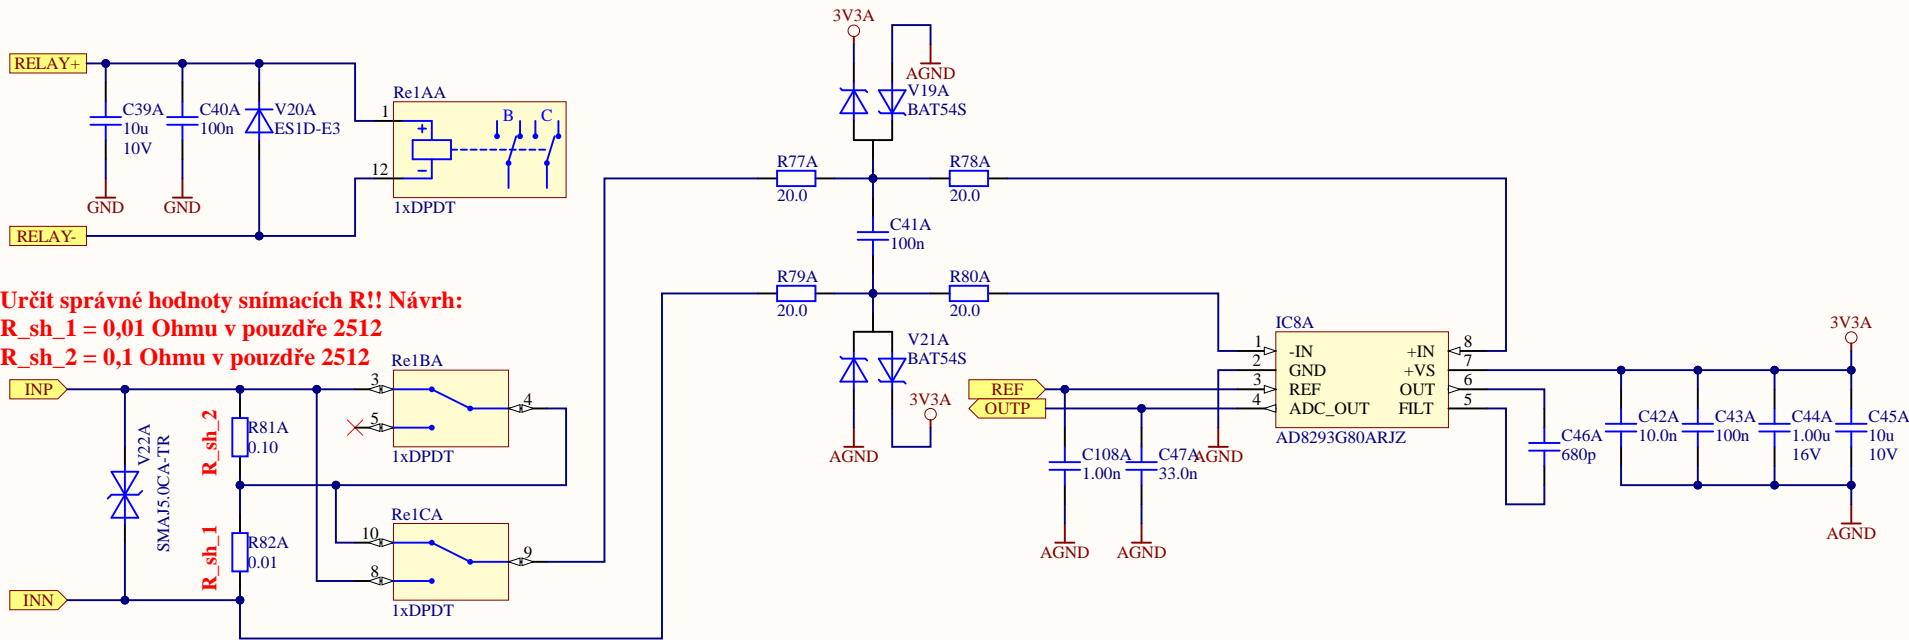 3V3A
AGND
RELAY+
C39A
10u
10V
C40A
100n
V20A
ES1D-E3
GND
GND
RELAY-
Re1AA
1
12
+
-
B
C
1xDPDT
V19A
BAT54S
R77A
20.0
R78A
20.0
C41A
100n
R79A
20.0
R80A
20.0
V21A
BAT54S
3V3A
AGND
Určit správné hodnoty snímacích R!! Návrh:
R_sh_1 = 0,01 Ohmu v pouzdře 2512
R_sh_2 = 0,1 Ohmu v pouzdře 2512
INP
V22A
SMAJ5.0CA-TR
R_sh_2
R81A
0.10
R_sh_1
R82A
0.01
INN
Re1BA
3
5
4
1xDPDT
Re1CA
10
8
9
1xDPDT
REF
OUTP
C108A
1.00n
C47A
33.0n
AGND
AGND
AGND
IC8A
1
2
3
4
-IN
GND
REF
ADC_OUT
+IN
+VS
OUT
FILT
8
7
6
5
AD8293G80ARJZ
C46A
680p
3V3A
C42A
10.0n
C43A
100n
C44A
1.00u
16V
C45A
10u
10V
AGND